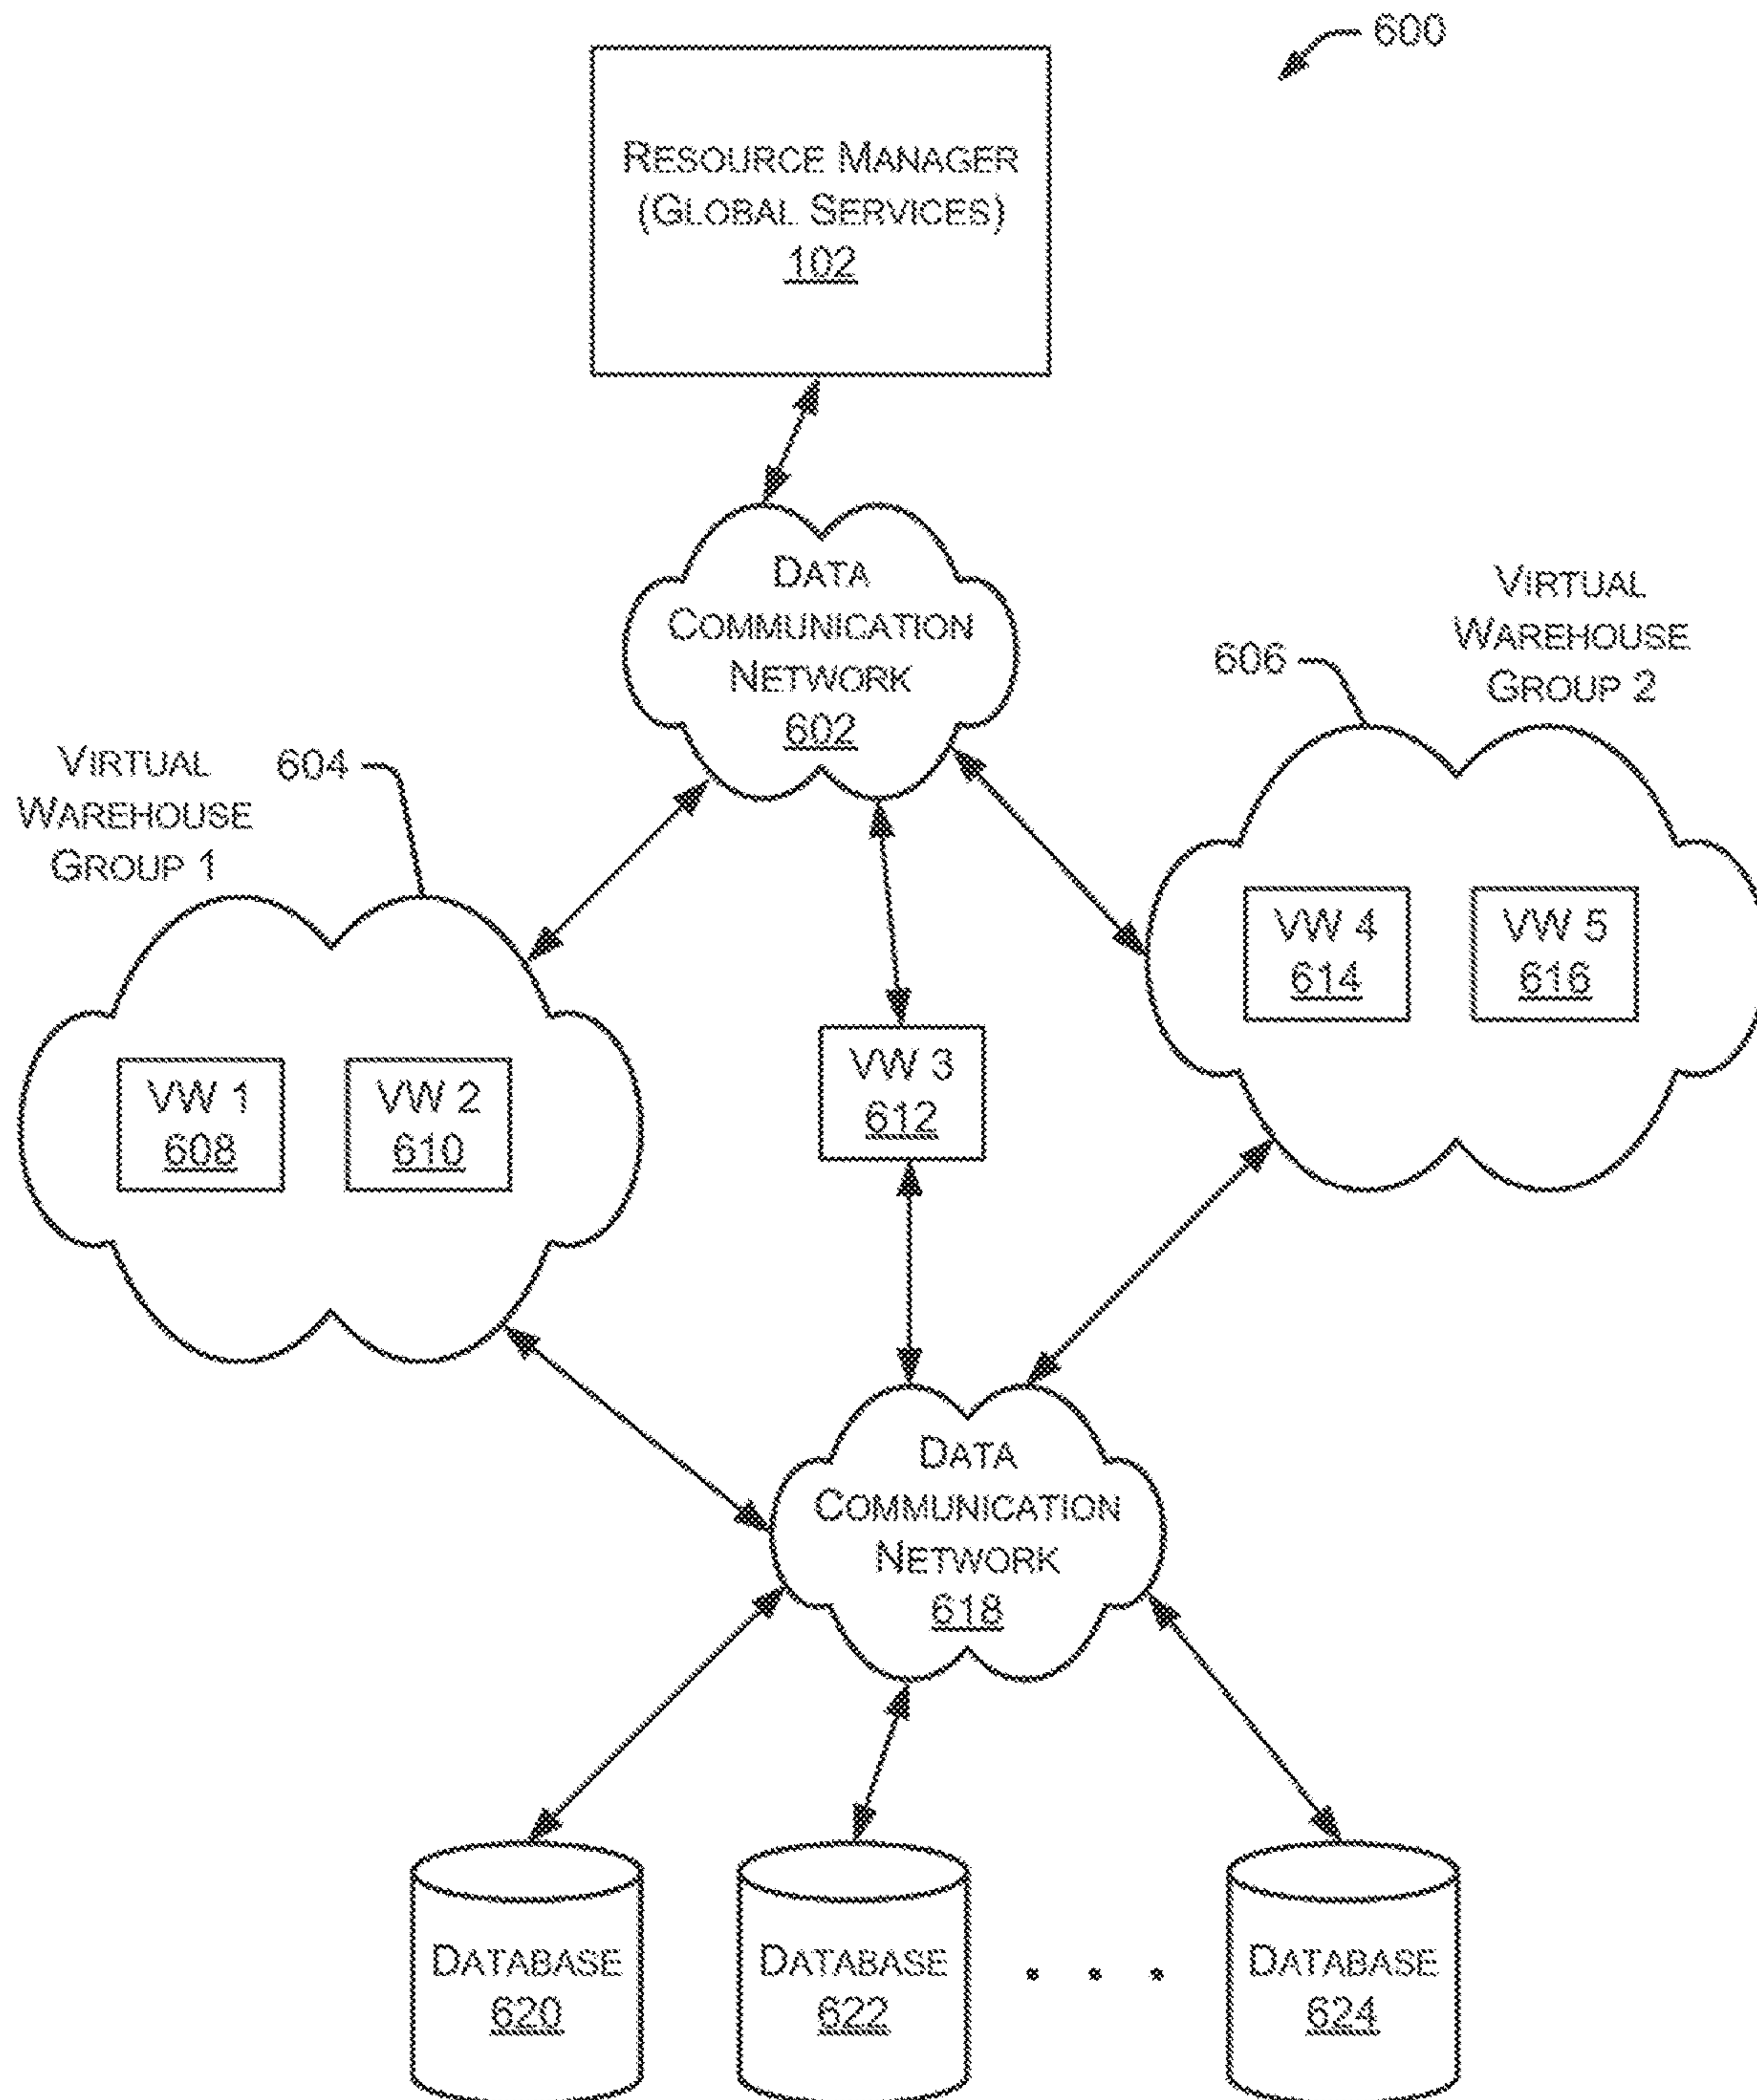 600
RESOURCE MANAGER
(GLOBAL SERVICES)
102
DATA
COMMUNICATION
NETWORK
602
VIRTUAL
WAREHOUSE
GROUP 2
606
VIRTUAL
WAREHOUSE
GROUP 1
604
VW 4
614
VW 5
616
VW 3
612
VW 1
608
VW 2
610
DATA
COMMUNICATION
NETWORK
618
DATABASE
620
DATABASE
622
. . .
DATABASE
624